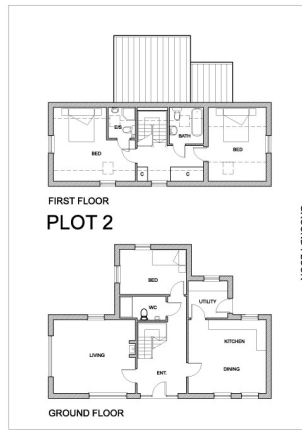 E/S
BATH
BED
BED
C
C
FIRST FLOOR
PLOT 2
BED
WC
UTILITY
LIVING
KITCHEN
ENT.
DINING
GROUND FLOOR